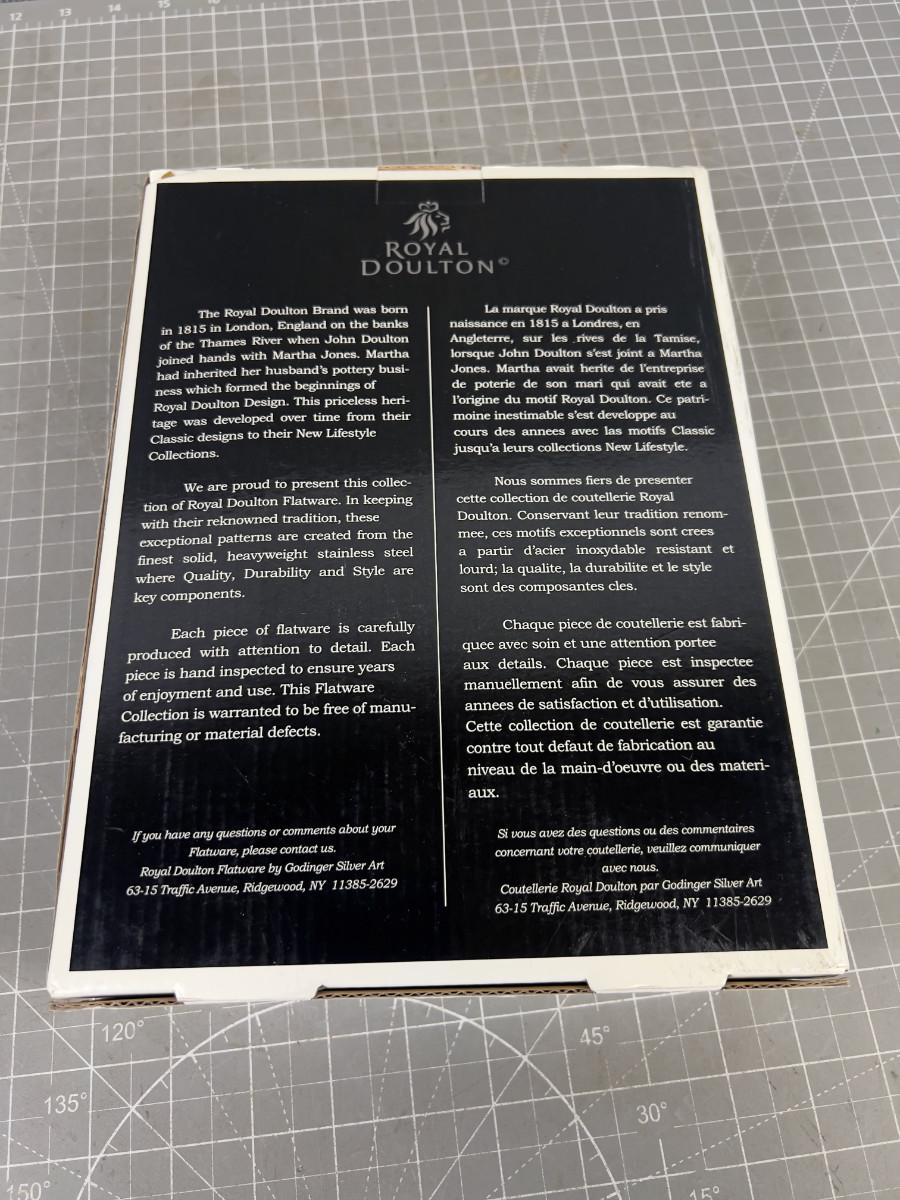 12 13 14 15 16
ROYAL
DOULTON©
The Royal Doulton Brand was born
in 1815 in London, England on the banks
of the Thames River when John Doulton
joined hands with Martha Jones. Martha
had inherited her husband's pottery busi-
ness which formed the beginnings of
Royal Doulton Design. This priceless heri-
tage was developed over time from their
Classic designs to their New Lifestyle
Collections.
We are proud to present this collec-
tion of Royal Doulton Flatware. In keeping
with their reknowned tradition, these
exceptional patterns are created from the
finest solid, heavyweight stainless steel
where Quality, Durability and Style are
key components.
Each piece of flatware is carefully
produced with attention to detail. Each
piece is hand inspected to ensure years
of enjoyment and use. This Flatware
Collection is warranted to be free of manu-
facturing or material defects.
If you have any questions or comments about your
Flatware, please contact us.
Royal Doulton Flatware by Godinger Silver Art
63-15 Traffic Avenue, Ridgewood, NY 11385-2629
La marque Royal Doulton a pris
naissance en 1815 a Londres, en
Angleterre, sur les rives de la Tamise,
lorsque John Doulton s'est joint a Martha
Jones. Martha avait herite de l'entreprise
de poterie de son mari qui avait ete a
l'origine du motif Royal Doulton. Ce patri-
moine inestimable s'est developpe au
cours des annees avec las motifs Classic
jusqu'a leurs collections New Lifestyle.
Nous sommes fiers de presenter
cette collection de coutellerie Royal
Doulton. Conservant leur tradition renom-
mee, ces motifs exceptionnels sont crees
a partir d'acier inoxydable resistant et
lourd; la qualite, la durabilite et le style
sont des composantes cles.
Chaque piece de coutellerie est fabri-
quee avec soin et une attention portee
aux details. Chaque piece est inspectee
manuellement afin de vous assurer des
annees de satisfaction et d'utilisation.
Cette collection de coutellerie est garantie
contre tout defaut de fabrication au
niveau de la main-d'oeuvre ou des materi-
aux.
Si vous avez des questions ou des commentaires
concernant votre coutellerie, veuillez communiquer
avec nous.
Coutellerie Royal Doulton par Godinger Silver Art
63-15 Traffic Avenue, Ridgewood, NY 11385-2629
120° 45°
135° 30°
150° 15°